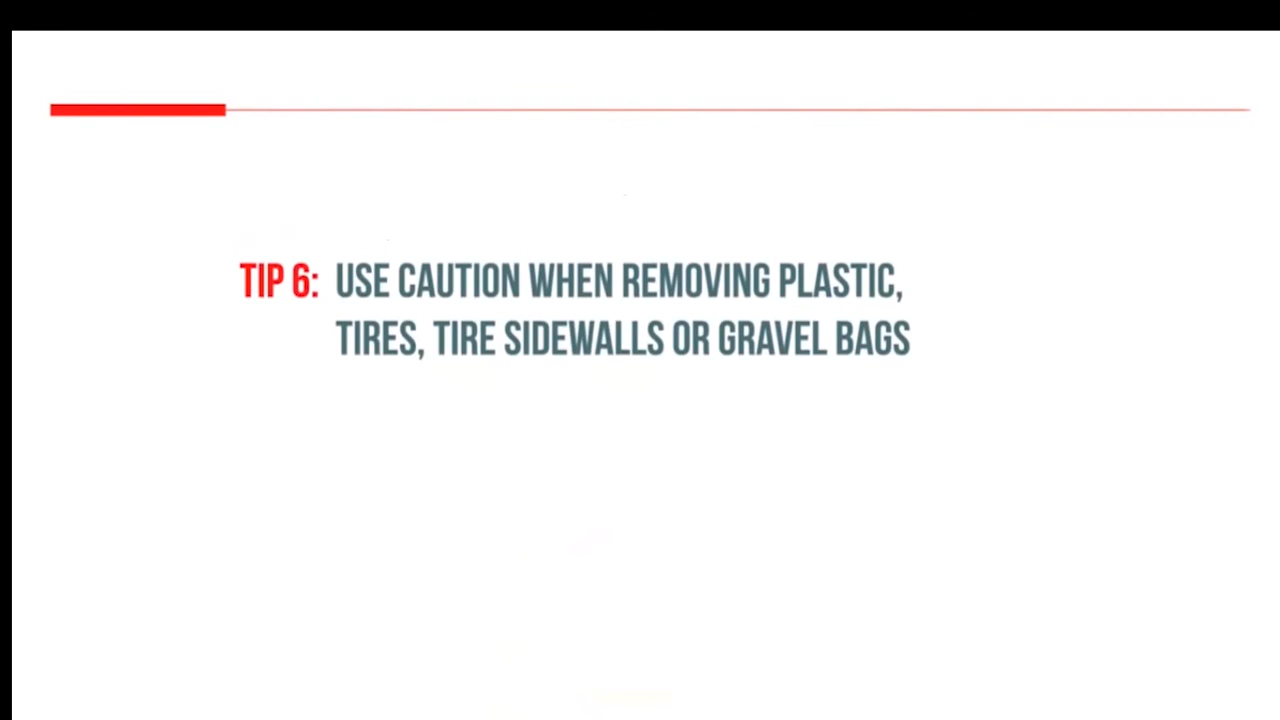 TIP 6: USE CAUTION WHEN REMOVING PLASTIC,
TIRES, TIRE SIDEWALLS OR GRAVEL BAGS